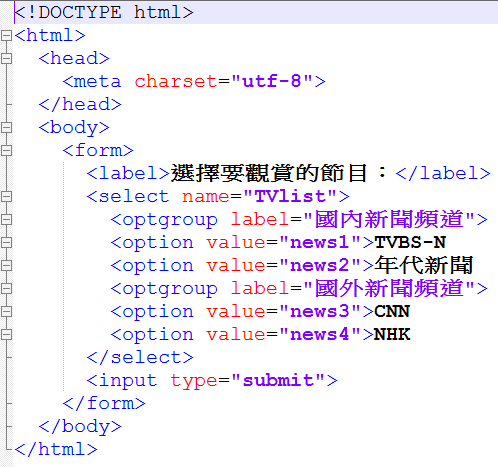 <!DOCTYPE html>
<html>
<head>
<meta charset="utf-8">
</head>
<body>
<form>
<label>選擇要觀賞的節目：</label>
<select name="TVlist">
<optgroup label="國內新聞頻道">
<option value="news1">TVBS-N
<option value="news2">年代新聞
<optgroup label="國外新聞頻道">
<option value="news3">CNN
<option value="news4">NHK
</select>
<input type="submit">
</form>
</body>
</html>